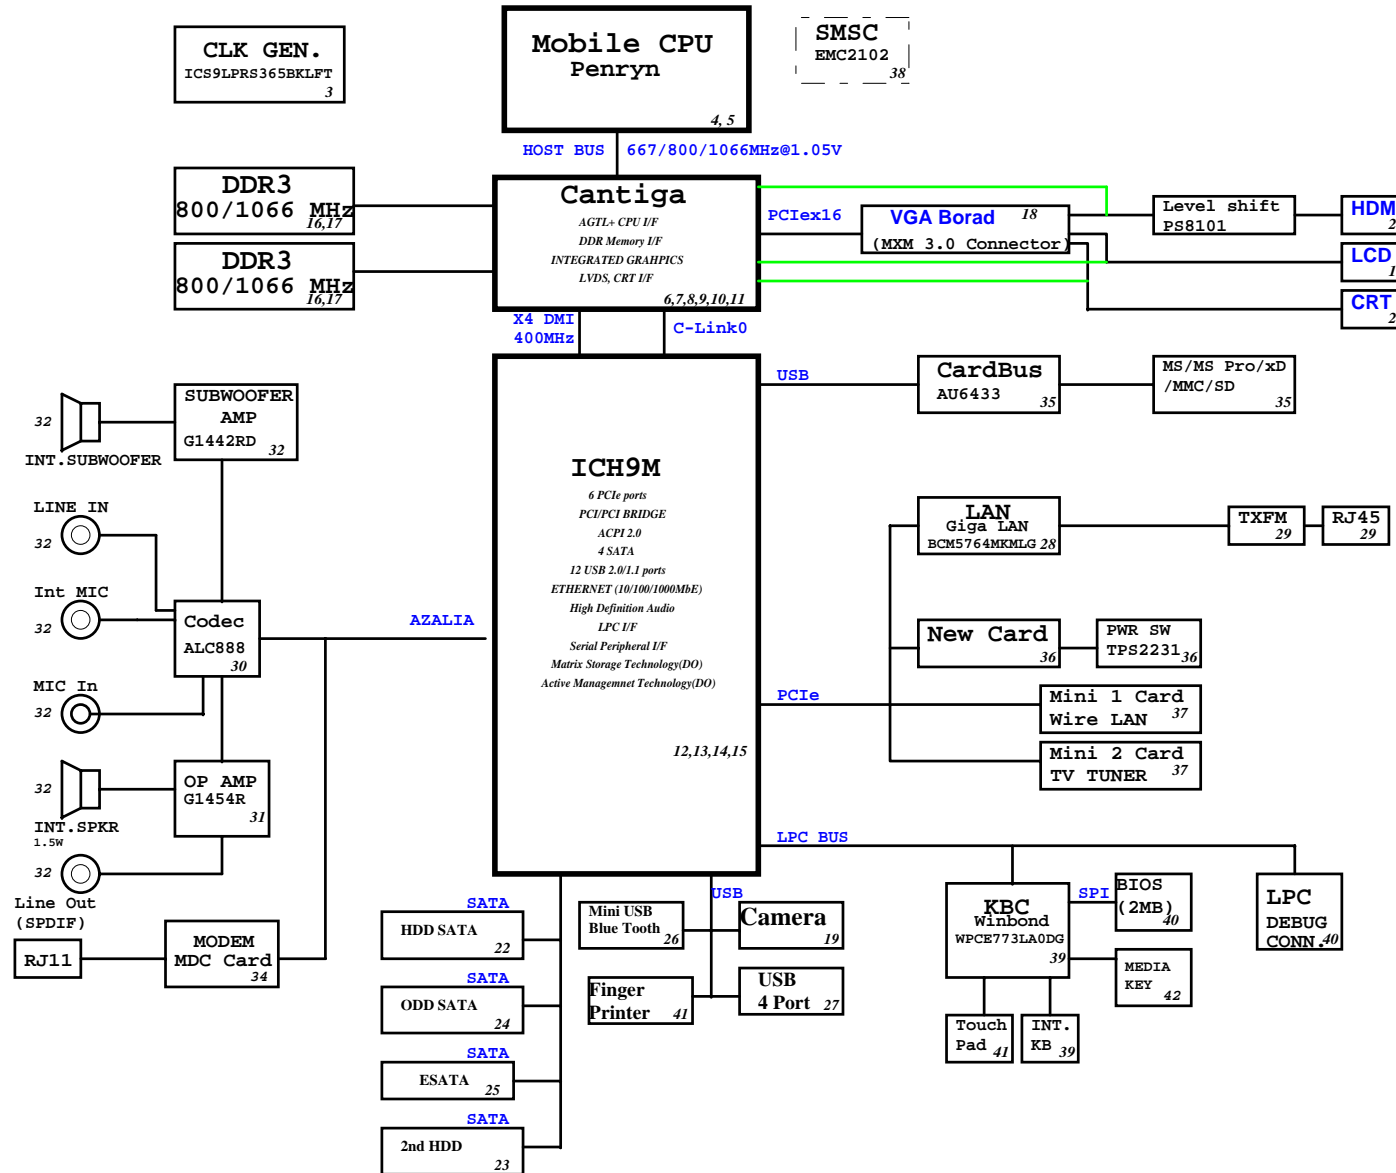 CLK GEN.
ICS9LPRS365BKLFT
3
Mobile CPU
Penryn
4, 5
SMSC
EMC2102
38
HOST BUS
667/800/1066MHz@1.05V
DDR3
800/1066 MHz
16,17
DDR3
800/1066 MHz
16,17
Cantiga
AGTL+ CPU I/F
DDR Memory I/F
INTEGRATED GRAHPICS
LVDS, CRT I/F
6,7,8,9,10,11
PCIex16
VGA Borad
18
(MXM 3.0 Connector)
Level shift
PS8101
HDM
2
LCD
1
CRT
2
X4 DMI
400MHz
C-Link0
ICH9M
6 PCIe ports
PCI/PCI BRIDGE
ACPI 2.0
4 SATA
12 USB 2.0/1.1 ports
ETHERNET (10/100/1000MbE)
High Definition Audio
LPC I/F
Serial Peripheral I/F
Matrix Storage Technology(DO)
Active Managemnet Technology(DO)
12,13,14,15
USB
CardBus
AU6433
35
MS/MS Pro/xD
/MMC/SD
35
LAN
Giga LAN
BCM5764MKMLG
28
TXFM
29
RJ45
29
New Card
36
PWR SW
TPS2231
36
PCIe
Mini 1 Card
Wire LAN
37
Mini 2 Card
TV TUNER
37
32
INT.SUBWOOFER
SUBWOOFER
AMP
G1442RD
32
LINE IN
32
Int MIC
32
Codec
ALC888
30
AZALIA
MIC In
32
32
INT.SPKR
1.5W
OP AMP
G1454R
31
32
Line Out
(SPDIF)
RJ11
MODEM
MDC Card
34
SATA
HDD SATA
22
SATA
ODD SATA
24
SATA
ESATA
25
SATA
2nd HDD
23
USB
Mini USB
Blue Tooth
26
Camera
19
Finger
Printer
41
USB
4 Port
27
LPC BUS
KBC
Winbond
WPCE773LA0DG
39
SPI
BIOS
(2MB)
40
MEDIA
KEY
42
Touch
Pad
41
INT.
KB
39
LPC
DEBUG
CONN.
40